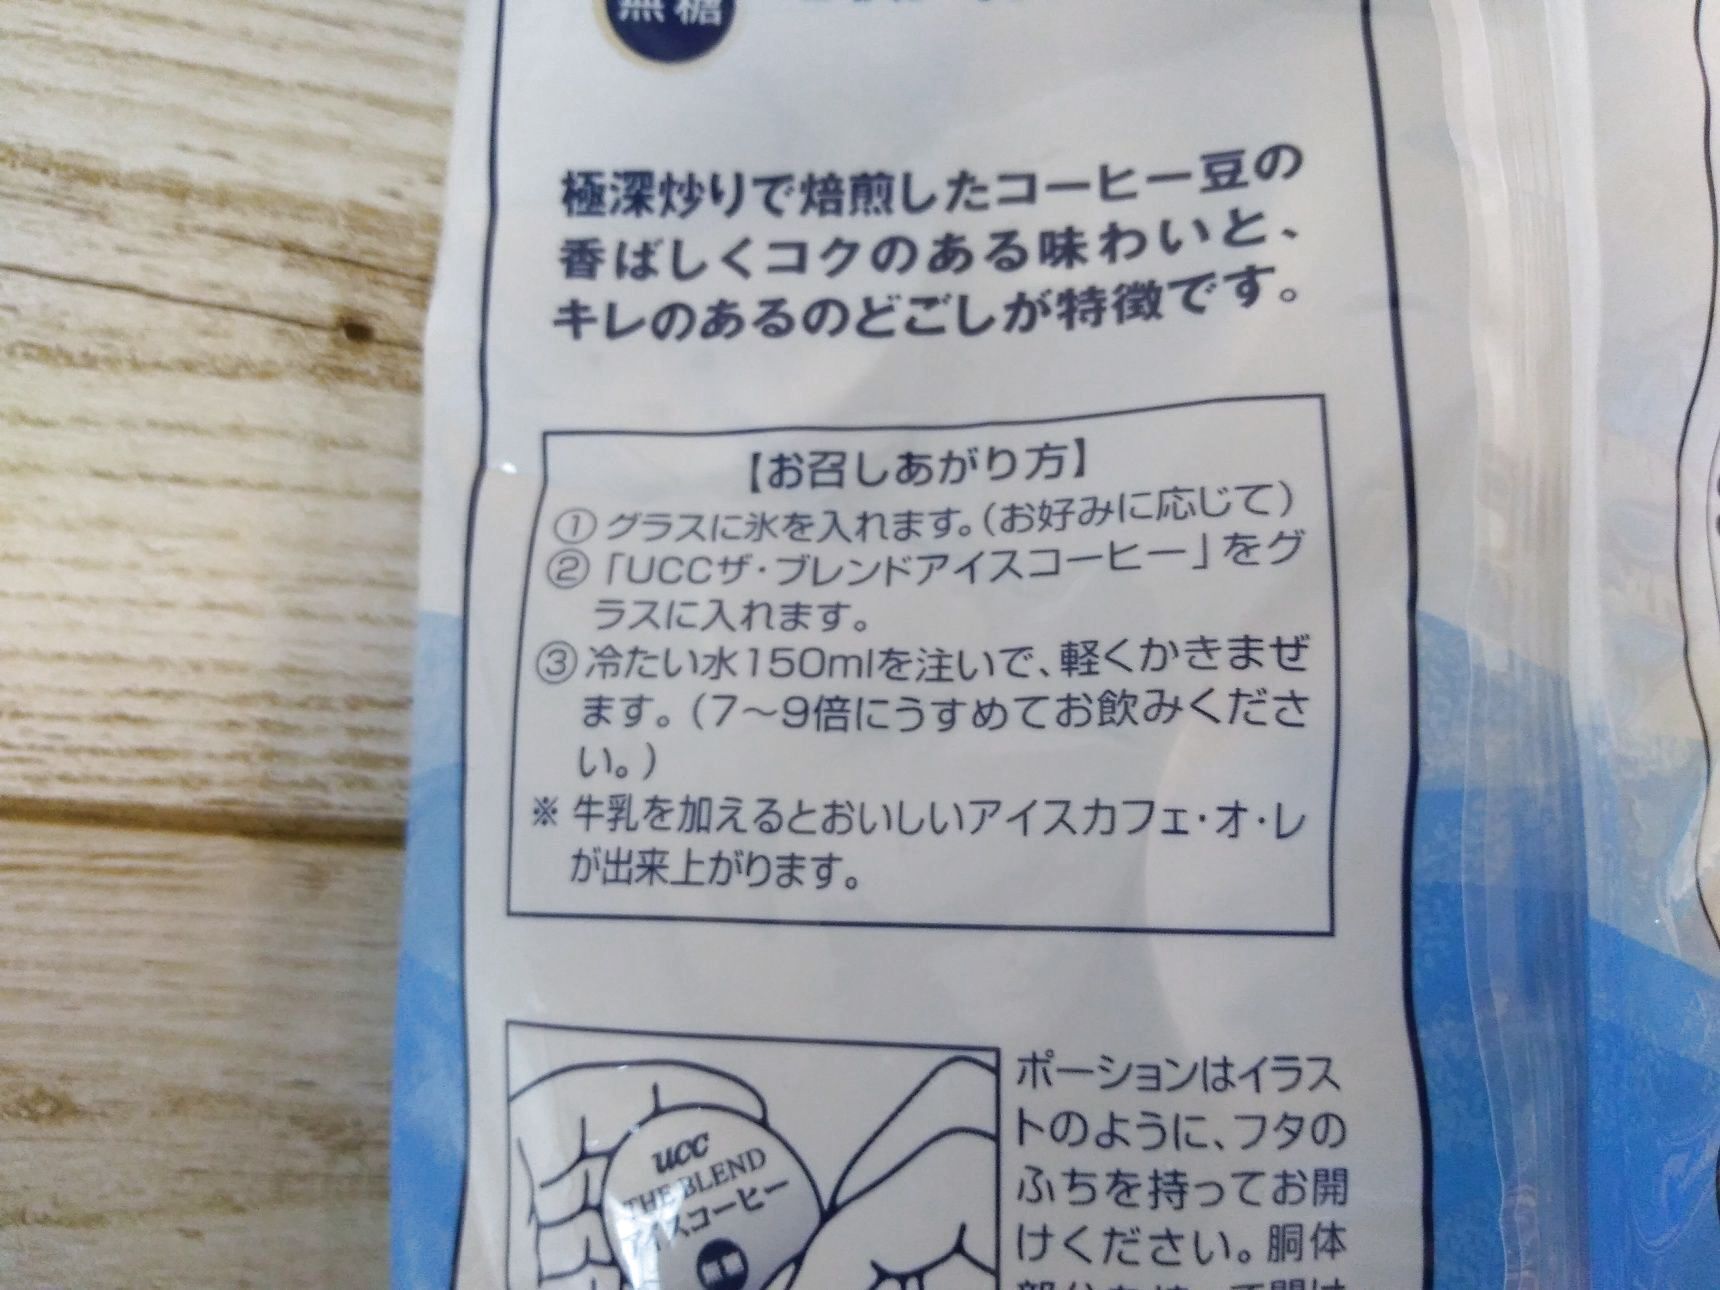 無糖
極深炒りで焙煎したコーヒー豆の
香ばしくコクのある味わいと、
キレのあるのどごしが特徴です。
【お召しあがり方】
①グラスに氷を入れます。(お好みに応じて)
②「UCCザ・ブレンドアイスコーヒー」をグ
ラスに入れます。
③冷たい水150mlを注いで、軽くかきまぜ
ます。(7〜9倍にうすめてお飲みくださ
い。)
※牛乳を加えるとおいしいアイスカフェ・オ・レ
が出来上がります。
ucc
THE BLEND
アイスコーヒー
ポーションはイラス
トのように、フタの
ふちを持ってお開
けください。胴体